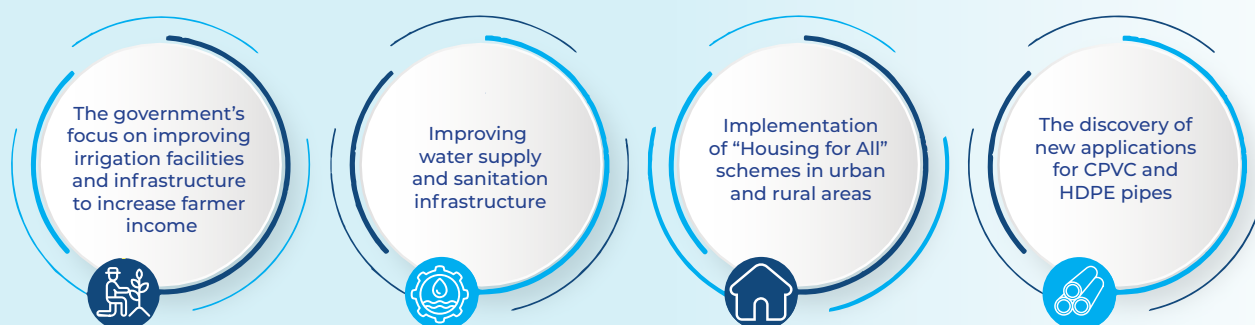 The government’s
focus on improving
irrigation facilities
and infrastructure
to increase farmer
income
Improving
water supply
and sanitation
infrastructure
Implementation
of “Housing for All”
schemes in urban
and rural areas
The discovery of
new applications
for CPVC and
HDPE pipes